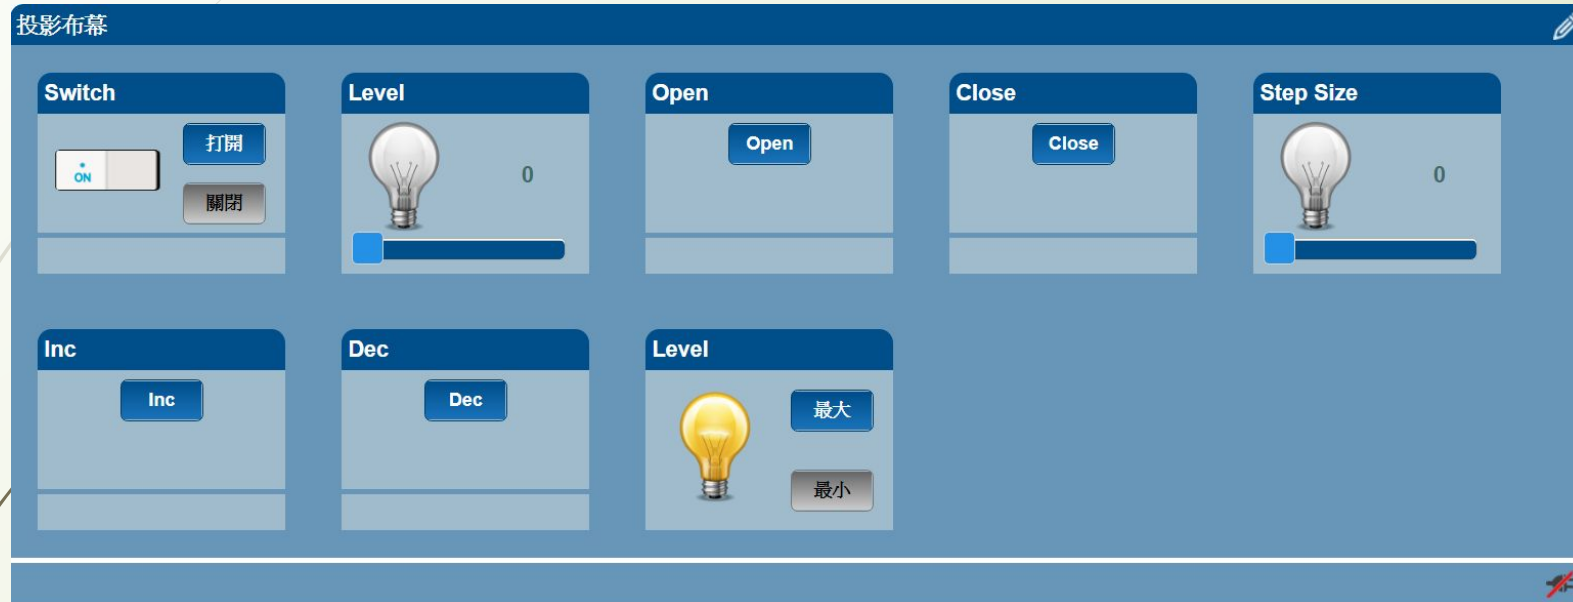 投影布幕
Switch
打開
ON
關閉
Level
0
Open
Open
Close
Close
Step Size
0
Inc
Inc
Dec
Dec
Level
最大
最小